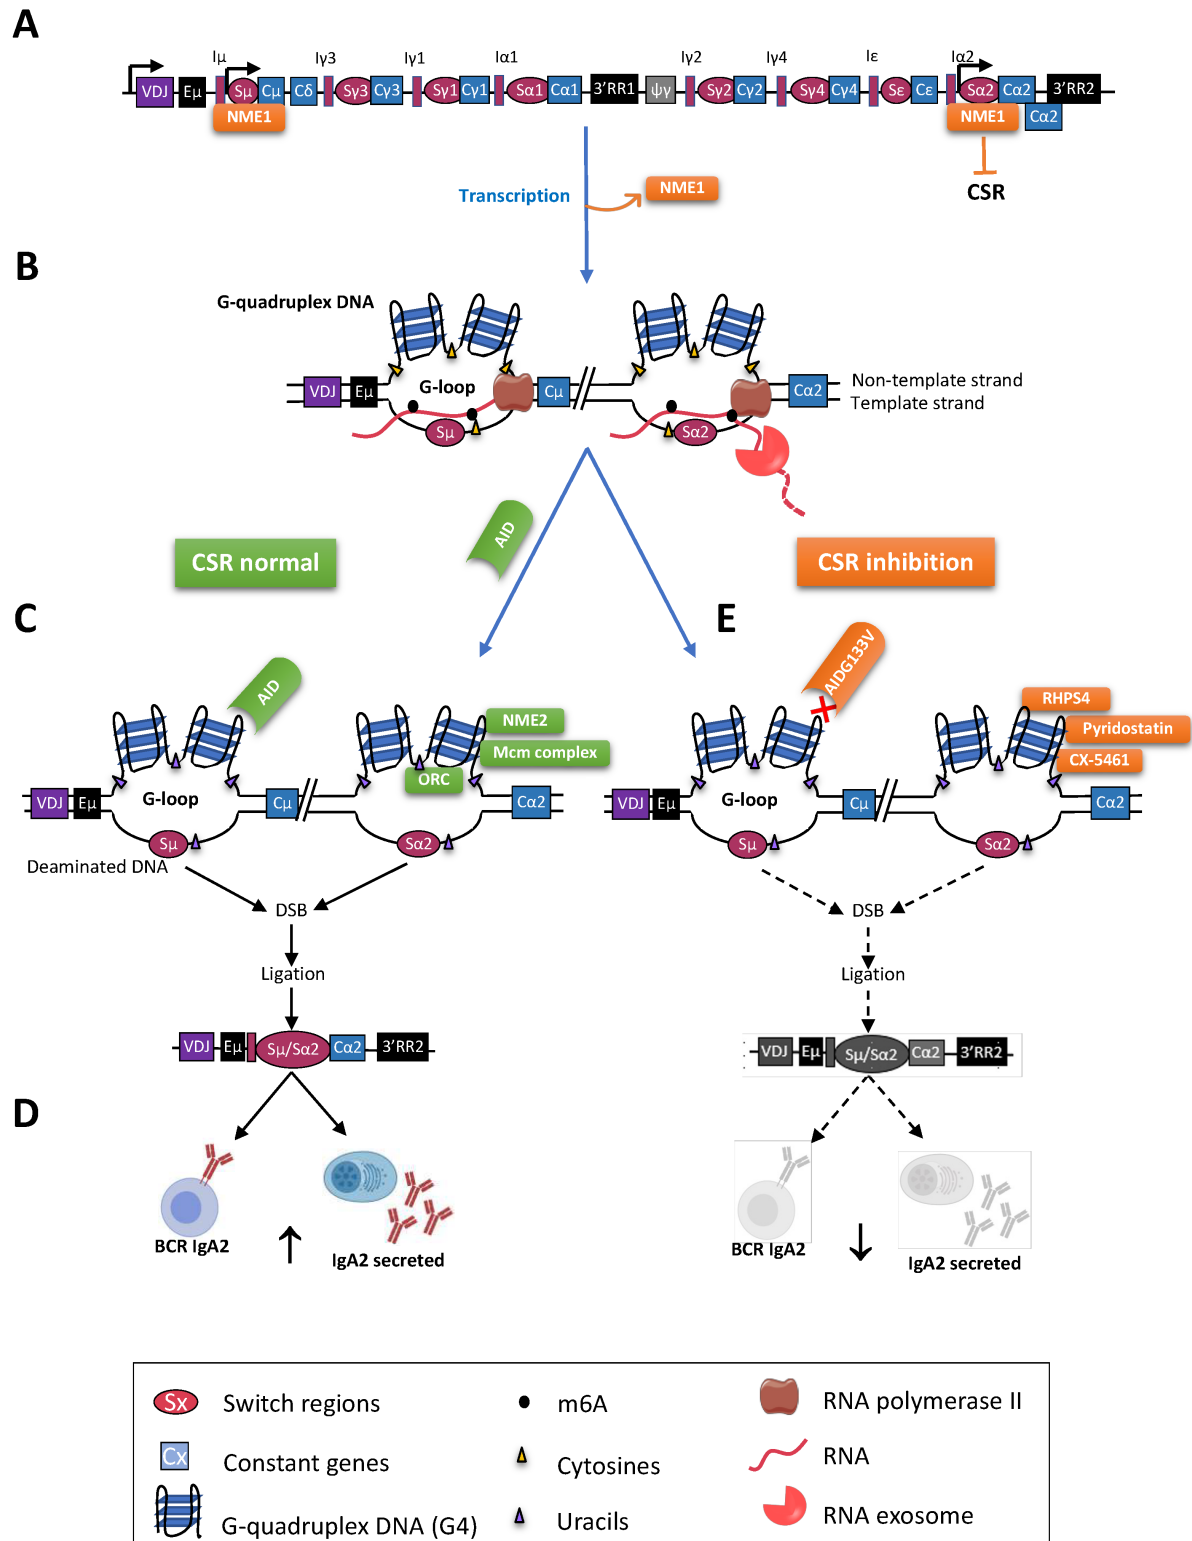 A
Iμ Iγ3 Iγ1 Iα1 Iγ2 Iγ4 Iε Iα2
VDJ Eμ Sμ Cμ Cδ Sγ3 Cγ3 Sγ1 Cγ1 Sα1 Cα1 3'RR1 ψγ Sγ2 Cγ2 Sγ4 Cγ4 Sε Cε Sα2 Cα2 3'RR2
NME1 NME1 Cα2
Transcription NME1 CSR
B
G-quadruplex DNA
VDJ Eμ G-loop Cμ Cα2 Non-template strand
Template strand
Sμ Sα2
AID
CSR normal CSR inhibition
C E
AID AIDG133V
NME2 RHPS4
Mcm complex Pyridostatin
ORC CX-5461
VDJ Eμ G-loop Cμ Cα2 VDJ Eμ G-loop Cμ Cα2
Sμ Sα2 Sμ Sα2
Deaminated DNA
DSB DSB
Ligation Ligation
VDJ Eμ Sμ/Sα2 Cα2 3'RR2 VDJ Eμ Sμ/Sα2 Cα2 3'RR2
D
BCR IgA2 IgA2 secreted BCR IgA2 IgA2 secreted
Sx Switch regions m6A RNA polymerase II
Cx Constant genes Cytosines RNA
G-quadruplex DNA (G4) Uracils RNA exosome